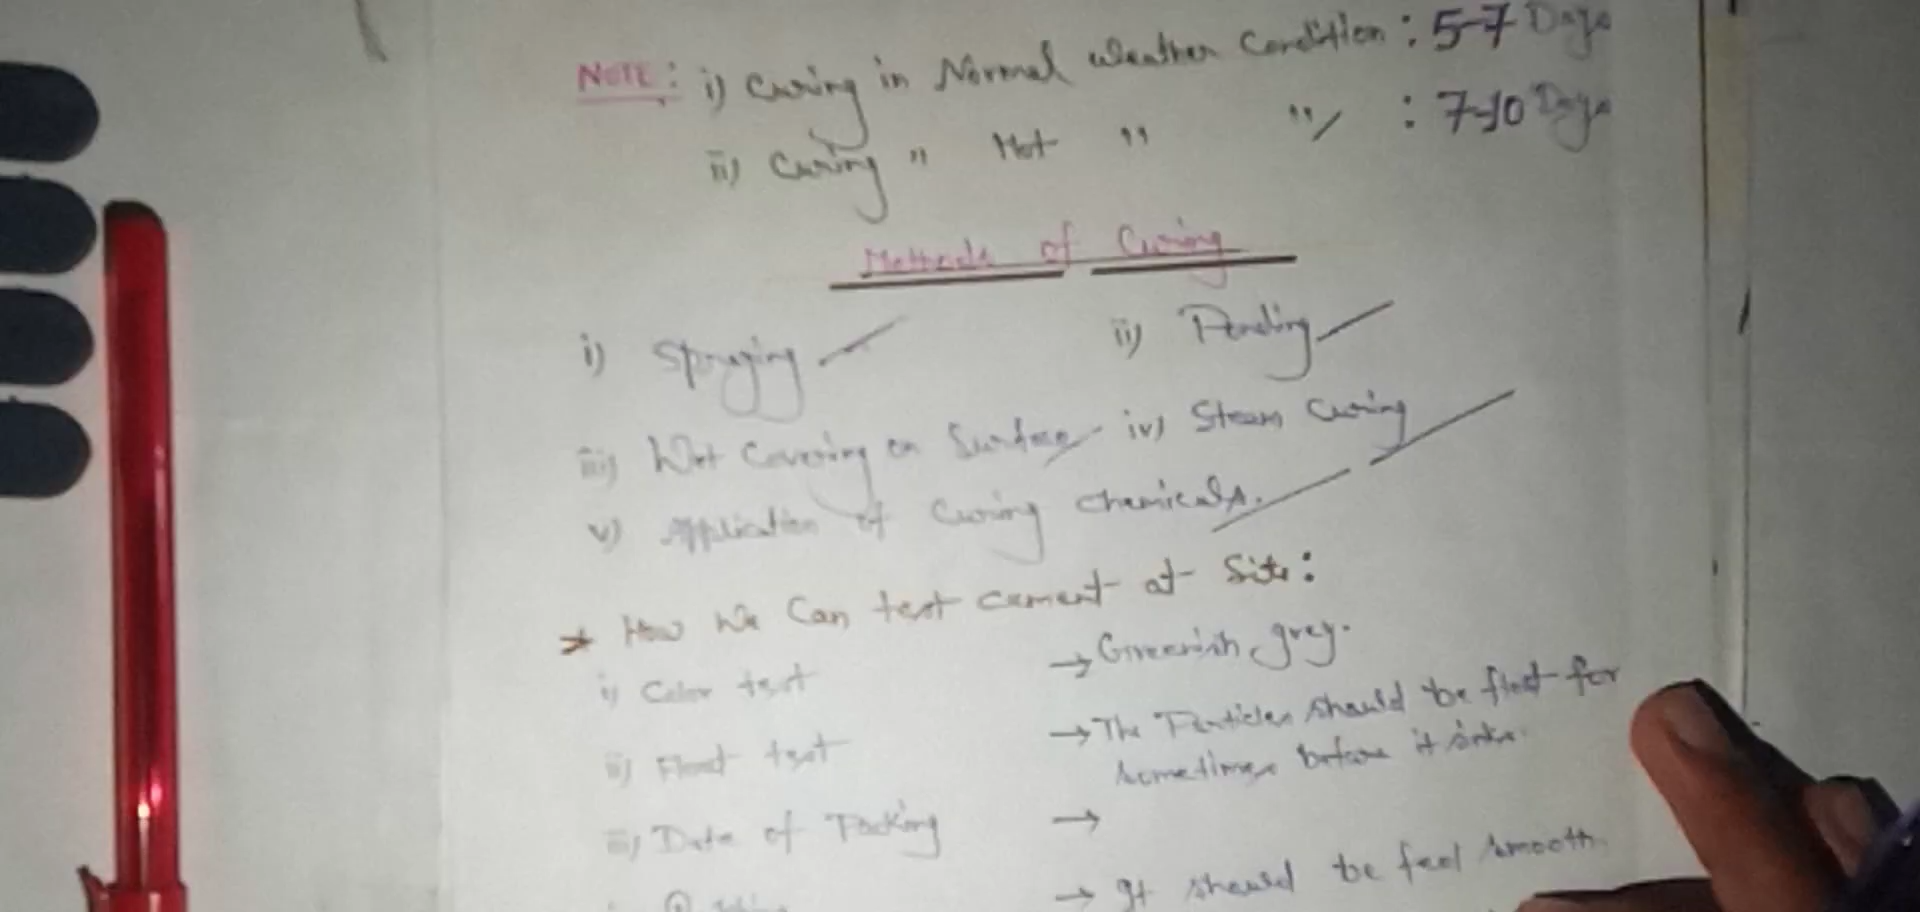 NOTE: i) Curing in Normal Weather Condition : 5-7 Days
ii) Curing " Hot " " : 7-10 Days
Methods of Curing
i) Spraying ii) Ponding
iii) Wet Covering on Surface iv) Steam Curing
v) Application of Curing chemicals.
* How We Can test cement at Site:
i) Color test → Greenish grey.
ii) Float test → The Particles should be float for
sometimes before it sinks.
iii) Date of Packing →
→ It should be feel smooth